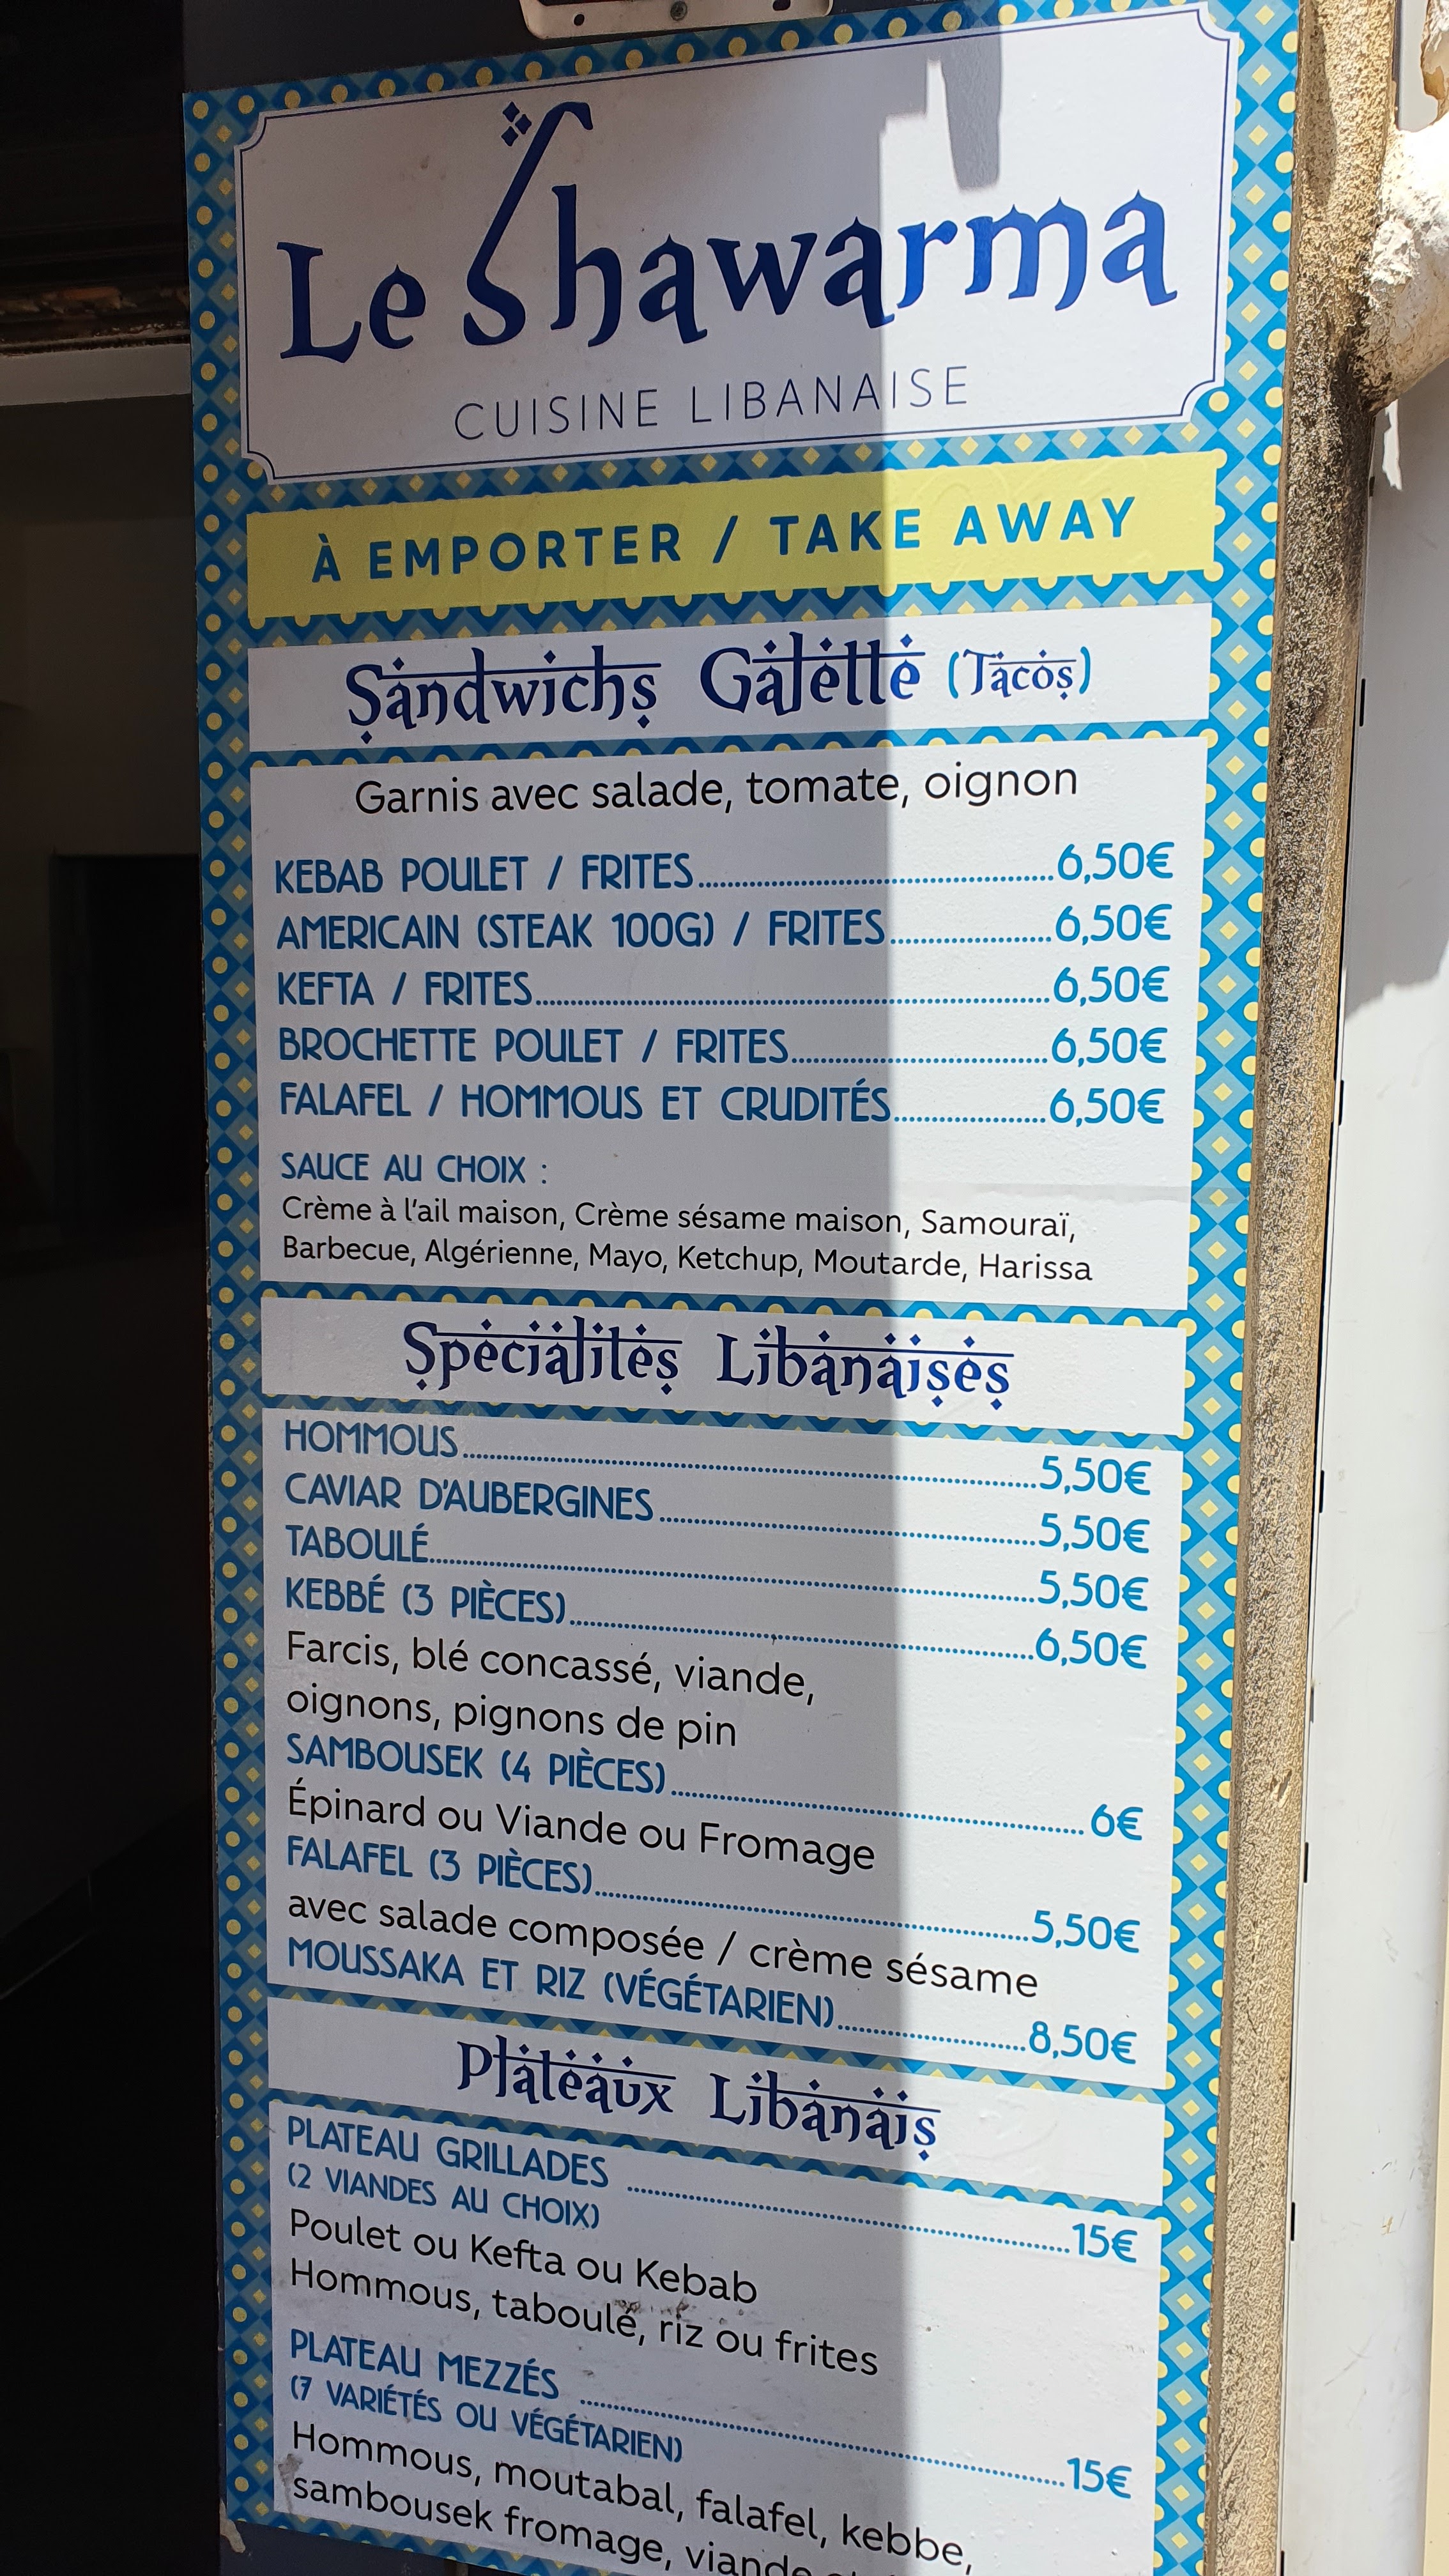 Le Shawarma
CUISINE LIBANAISE
À EMPORTER / TAKE AWAY
Sandwichs Galette (Tacos)
Garnis avec salade, tomate, oignon
KEBAB POULET / FRITES 6,50€
AMERICAIN (STEAK 100G) / FRITES 6,50€
KEFTA / FRITES 6,50€
BROCHETTE POULET / FRITES 6,50€
FALAFEL / HOMMOUS ET CRUDITÉS 6,50€
SAUCE AU CHOIX :
Crème à l'ail maison, Crème sésame maison, Samouraï,
Barbecue, Algérienne, Mayo, Ketchup, Moutarde, Harissa
Spécialités Libanaises
HOMMOUS 5,50€
CAVIAR D'AUBERGINES 5,50€
TABOULÉ 5,50€
KEBBÉ (3 PIÈCES) 6,50€
Farcis, blé concassé, viande,
oignons, pignons de pin
SAMBOUSEK (4 PIÈCES) 6€
Épinard ou Viande ou Fromage
FALAFEL (3 PIÈCES) 5,50€
avec salade composée / crème sésame
MOUSSAKA ET RIZ (VÉGÉTARIEN) 8,50€
Plateaux Libanais
PLATEAU GRILLADES 15€
(2 VIANDES AU CHOIX)
Poulet ou Kefta ou Kebab
Hommous, taboulé, riz ou frites
PLATEAU MEZZÉS 15€
(7 VARIÉTÉS OU VÉGÉTARIEN)
Hommous, moutabal, falafel, kebbe,
sambousek fromage, viande